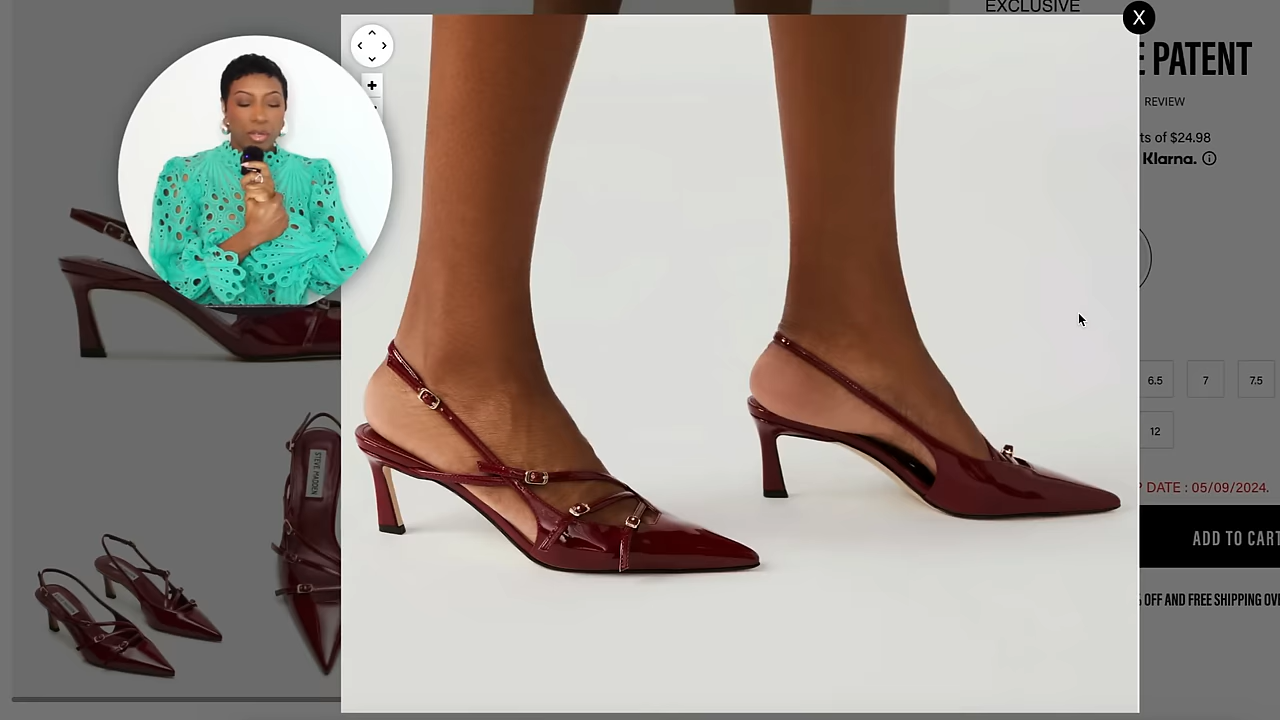 EXCLUSIVE
X
E PATENT
REVIEW
ts of $24.98
Klarna.
6.5
7
7.5
12
P DATE : 05/09/2024.
ADD TO CART
% OFF AND FREE SHIPPING OV
STEVE MADDEN